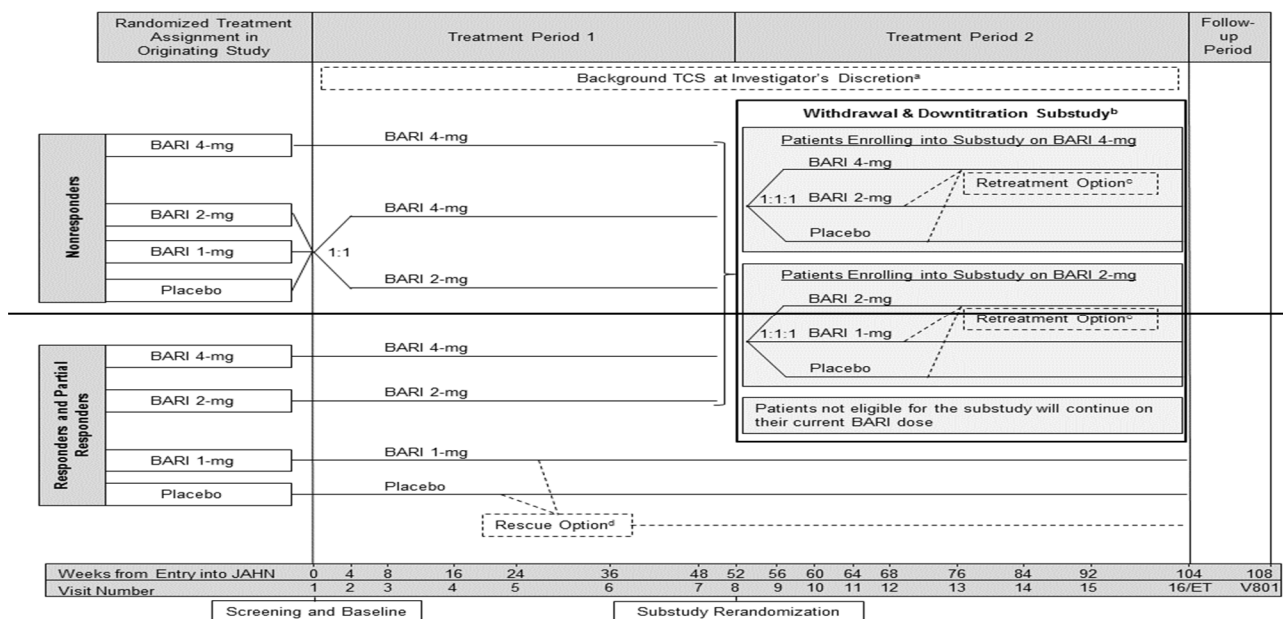 Randomized Treatment
Assignment in
Originating Study
Treatment Period 1
Treatment Period 2
Follow-
up
Period
Background TCS at Investigator's Discretionᵃ
Withdrawal & Downtitration Substudyᵇ
Nonresponders
BARI 4-mg
BARI 2-mg
BARI 1-mg
Placebo
1:1
BARI 4-mg
BARI 4-mg
BARI 2-mg
Patients Enrolling into Substudy on BARI 4-mg
BARI 4-mg
1:1:1
BARI 2-mg
Placebo
Retreatment Optionᶜ
Patients Enrolling into Substudy on BARI 2-mg
BARI 2-mg
1:1:1
BARI 1-mg
Placebo
Retreatment Optionᶜ
Patients not eligible for the substudy will continue on
their current BARI dose
Responders and Partial
Responders
BARI 4-mg
BARI 2-mg
BARI 1-mg
Placebo
BARI 4-mg
BARI 2-mg
BARI 1-mg
Placebo
Rescue Optionᵈ
Weeks from Entry into JAHN 0 4 8 16 24 36 48 52 56 60 64 68 76 84 92 104 108
Visit Number 1 2 3 4 5 6 7 8 9 10 11 12 13 14 15 16/ET V801
Screening and Baseline
Substudy Rerandomization